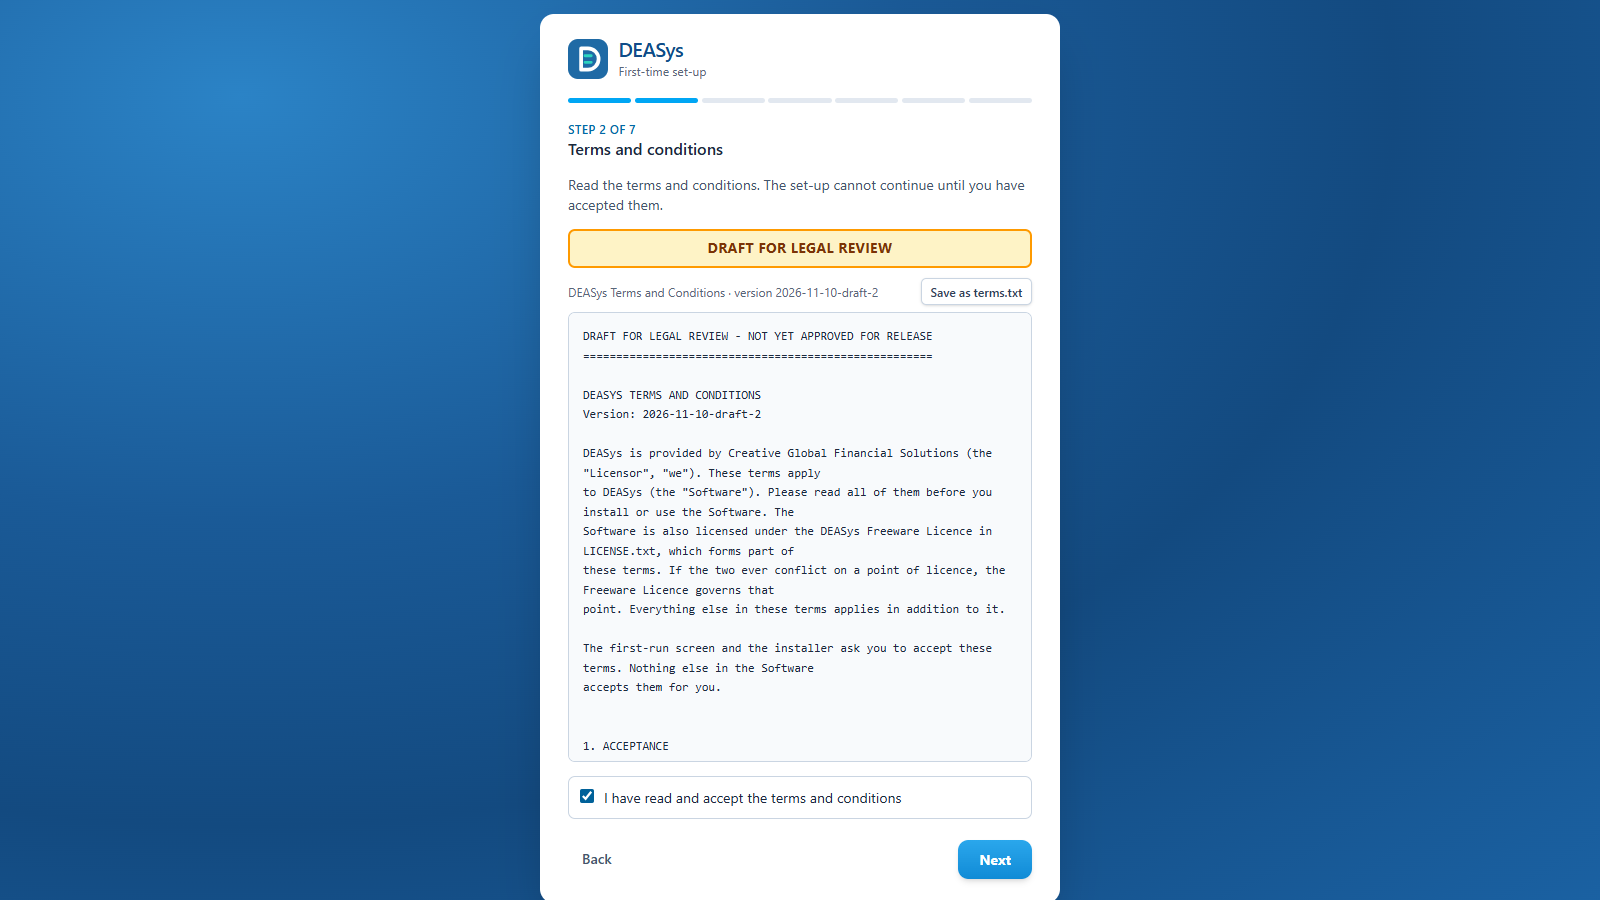 DEASys
First-time set-up
STEP 2 OF 7
Terms and conditions
Read the terms and conditions. The set-up cannot continue until you have
accepted them.
DRAFT FOR LEGAL REVIEW
DEASys Terms and Conditions · version 2026-11-10-draft-2
Save as terms.txt
DRAFT FOR LEGAL REVIEW - NOT YET APPROVED FOR RELEASE
=====================================================
DEASYS TERMS AND CONDITIONS
Version: 2026-11-10-draft-2
DEASys is provided by Creative Global Financial Solutions (the
"Licensor", "we"). These terms apply
to DEASys (the "Software"). Please read all of them before you
install or use the Software. The
Software is also licensed under the DEASys Freeware Licence in
LICENSE.txt, which forms part of
these terms. If the two ever conflict on a point of licence, the
Freeware Licence governs that
point. Everything else in these terms applies in addition to it.
The first-run screen and the installer ask you to accept these
terms. Nothing else in the Software
accepts them for you.
1. ACCEPTANCE
I have read and accept the terms and conditions
Back
Next